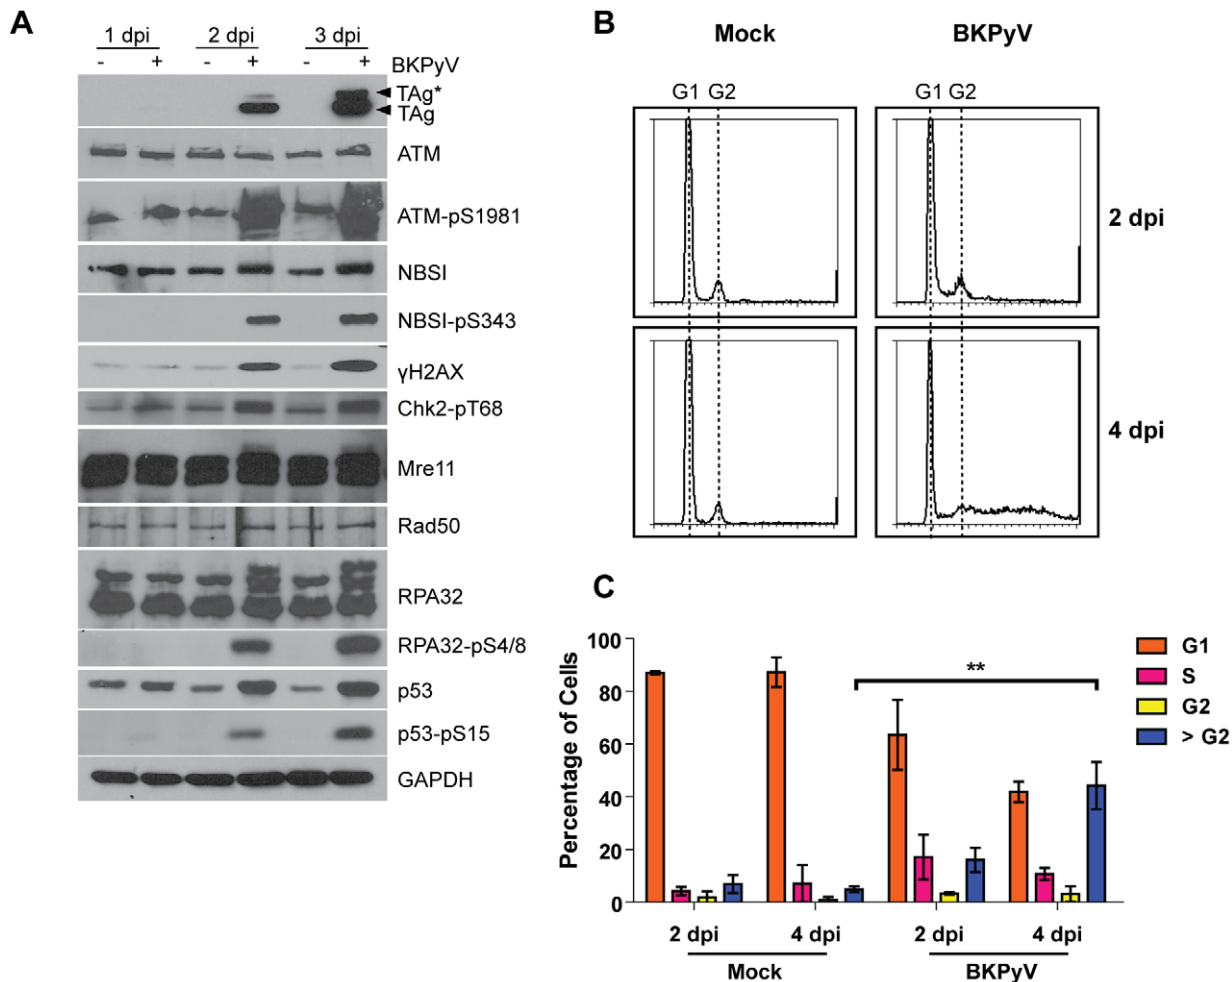 A
1 dpi 2 dpi 3 dpi
- + - + - + BKPyV
TAg*
TAg
ATM
ATM-pS1981
NBSI
NBSI-pS343
γH2AX
Chk2-pT68
Mre11
Rad50
RPA32
RPA32-pS4/8
p53
p53-pS15
GAPDH
B
Mock BKPyV
G1 G2 G1 G2
2 dpi
4 dpi
C
Percentage of Cells
100
80
60
40
20
0
**
G1
S
G2
> G2
2 dpi 4 dpi 2 dpi 4 dpi
Mock BKPyV